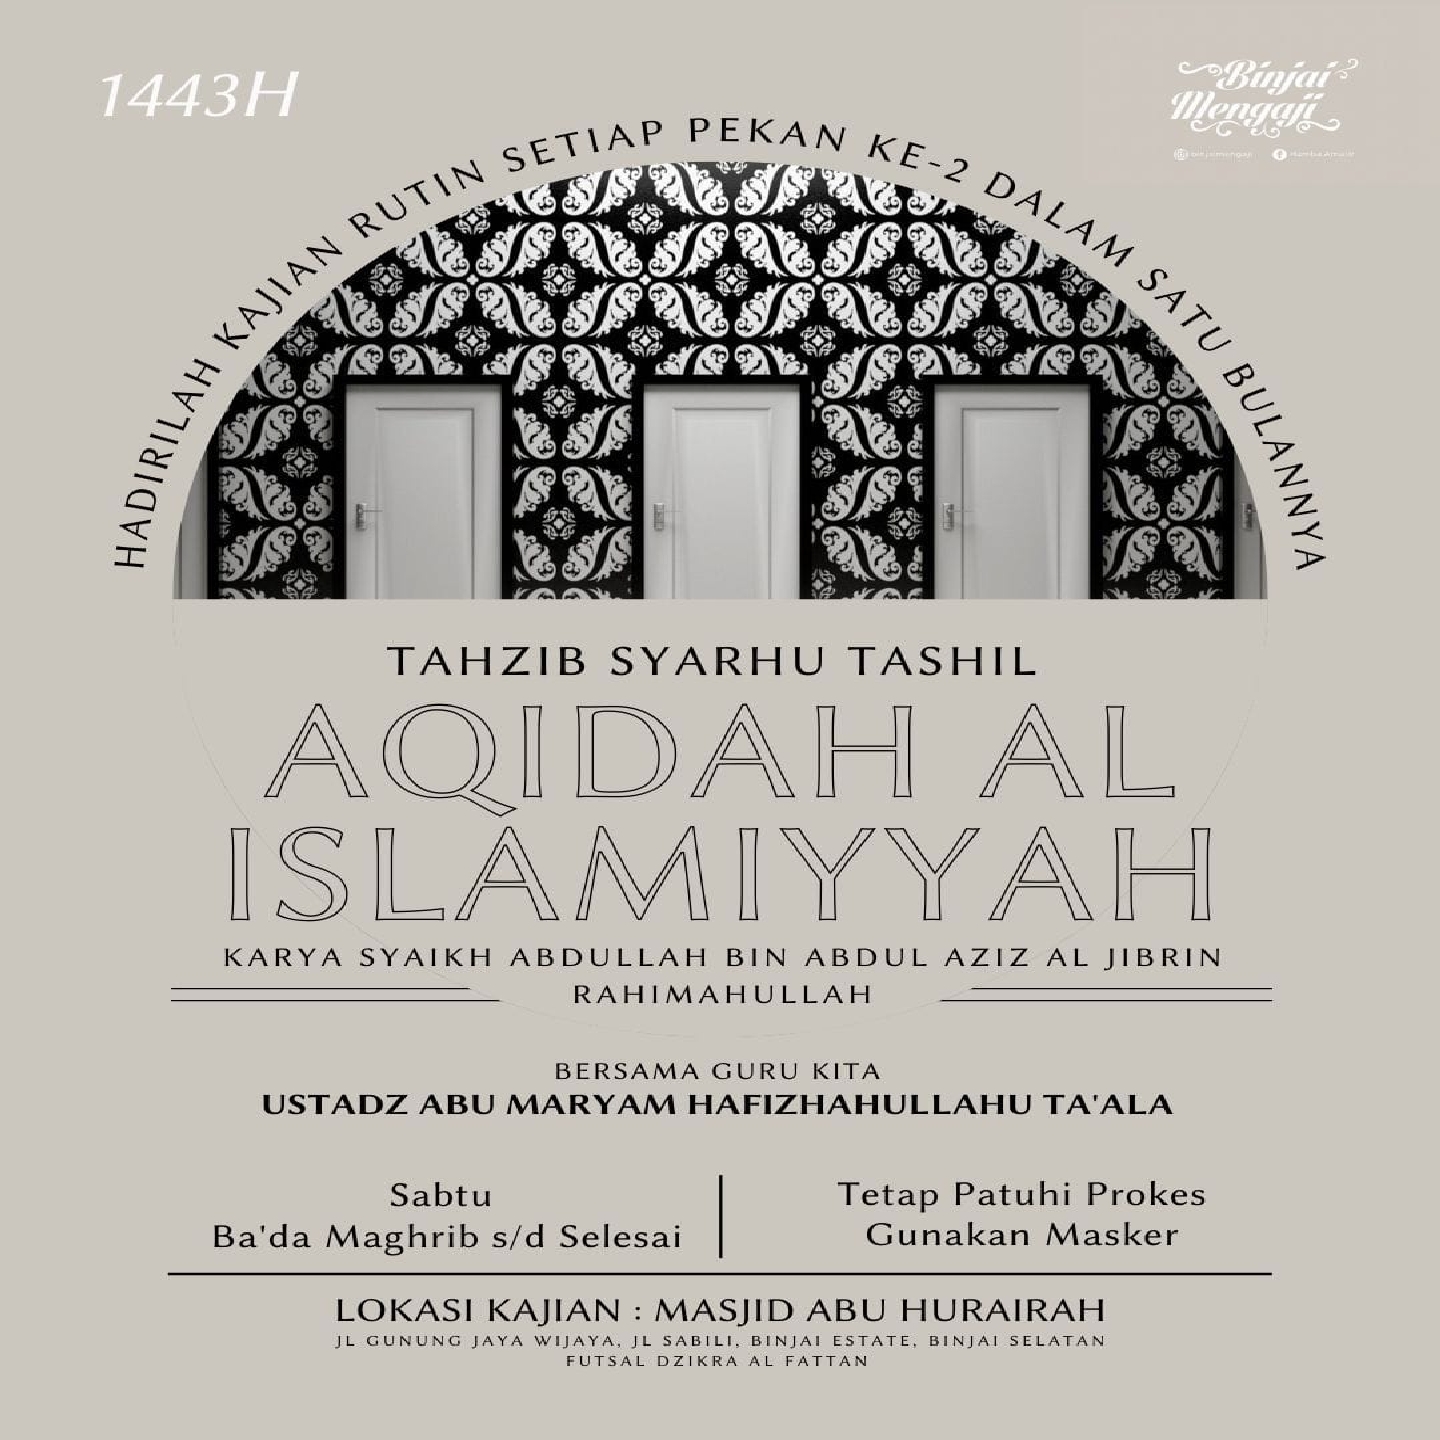 1443H
Binjai
Mengaji
binjaimengaji
HADIRILAH KAJIAN RUTIN SETIAP PEKAN KE-2 DALAM SATU BULANNYA
TAHZIB SYARHU TASHIL
AQIDAH AL
ISLAMIYYAH
KARYA SYAIKH ABDULLAH BIN ABDUL AZIZ AL JIBRIN
RAHIMAHULLAH
BERSAMA GURU KITA
USTADZ ABU MARYAM HAFIZHAHULLAHU TA'ALA
Sabtu
Ba'da Maghrib s/d Selesai
Tetap Patuhi Prokes
Gunakan Masker
LOKASI KAJIAN : MASJID ABU HURAIRAH
JL GUNUNG JAYA WIJAYA, JL SABILI, BINJAI ESTATE, BINJAI SELATAN
FUTSAL DZIKRA AL FATTAN